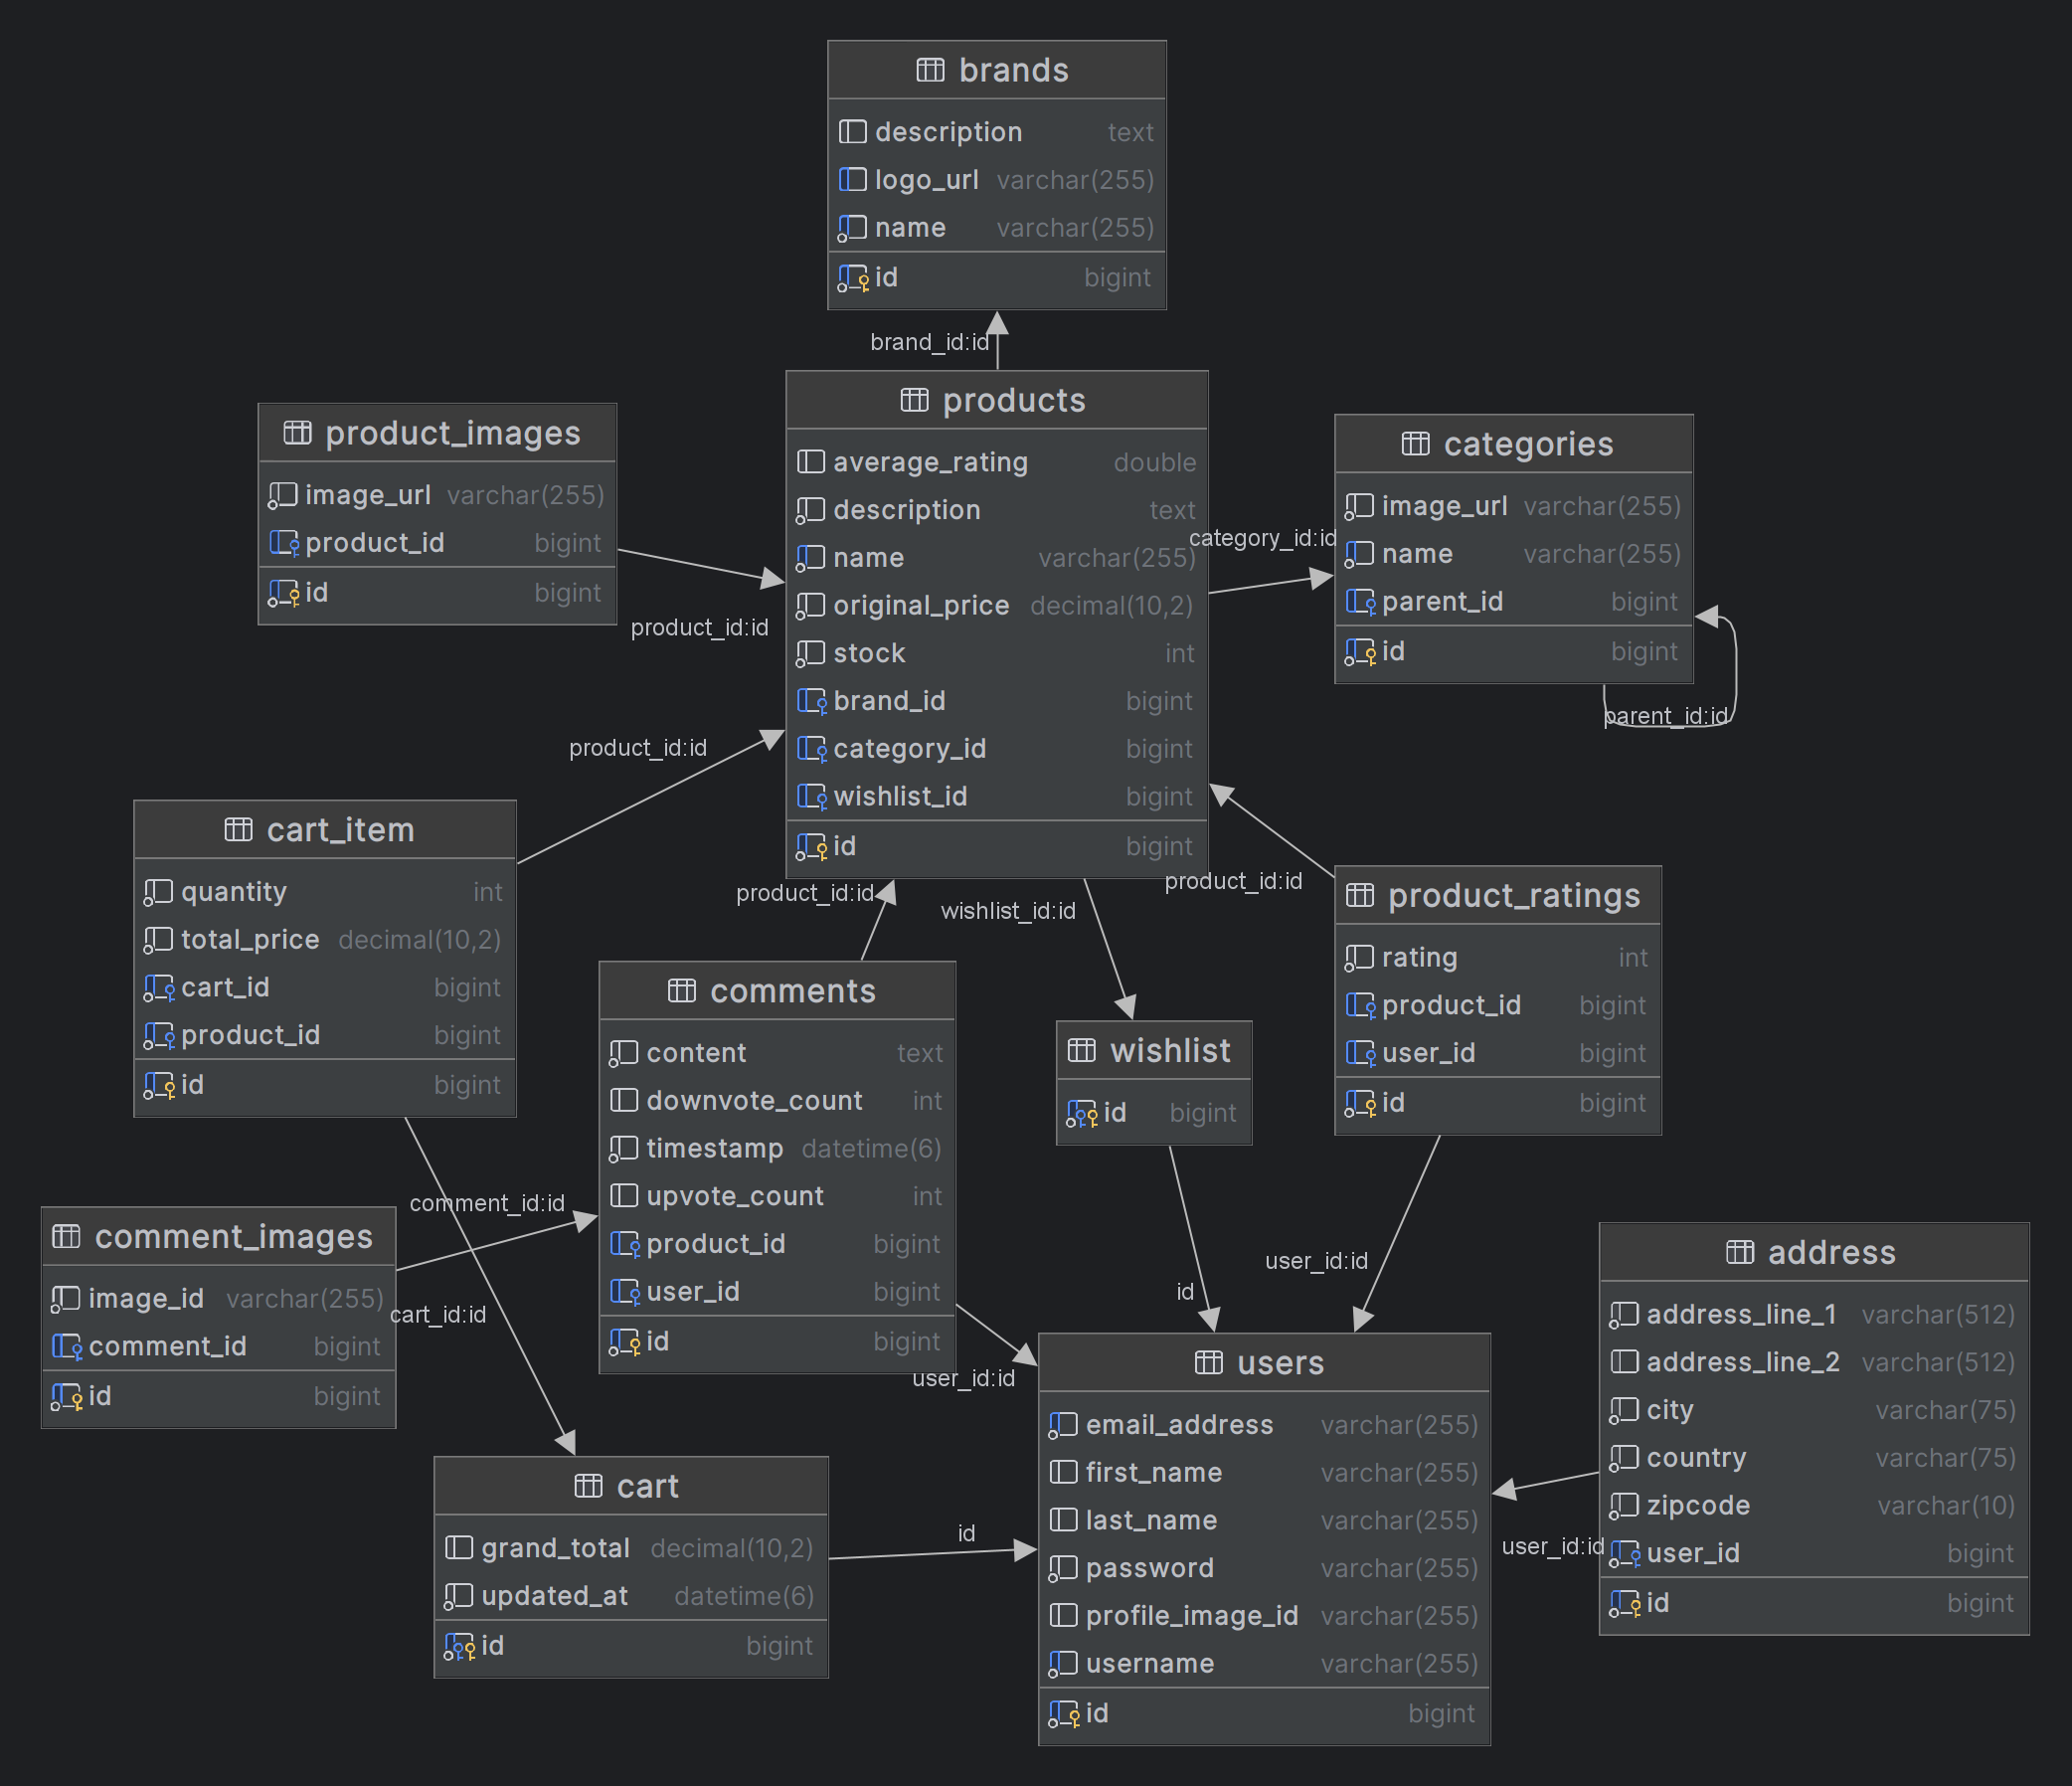 brands
description text
logo_url varchar(255)
name varchar(255)
id bigint
brand_id:id
products
average_rating double
description text
name varchar(255)
original_price decimal(10,2)
stock int
brand_id bigint
category_id bigint
wishlist_id bigint
id bigint
product_images
image_url varchar(255)
product_id bigint
id bigint
product_id:id
categories
image_url varchar(255)
name varchar(255)
parent_id bigint
id bigint
category_id:id
parent_id:id
cart_item
quantity int
total_price decimal(10,2)
cart_id bigint
product_id bigint
id bigint
product_id:id
product_id:id
wishlist_id:id
product_id:id
comments
content text
downvote_count int
timestamp datetime(6)
upvote_count int
product_id bigint
user_id bigint
id bigint
wishlist
id bigint
product_ratings
rating int
product_id bigint
user_id bigint
id bigint
comment_images
image_id varchar(255)
comment_id bigint
id bigint
comment_id:id
cart_id:id
user_id:id
id
user_id:id
address
address_line_1 varchar(512)
address_line_2 varchar(512)
city varchar(75)
country varchar(75)
zipcode varchar(10)
user_id bigint
id bigint
user_id:id
cart
grand_total decimal(10,2)
updated_at datetime(6)
id bigint
id
users
email_address varchar(255)
first_name varchar(255)
last_name varchar(255)
password varchar(255)
profile_image_id varchar(255)
username varchar(255)
id bigint